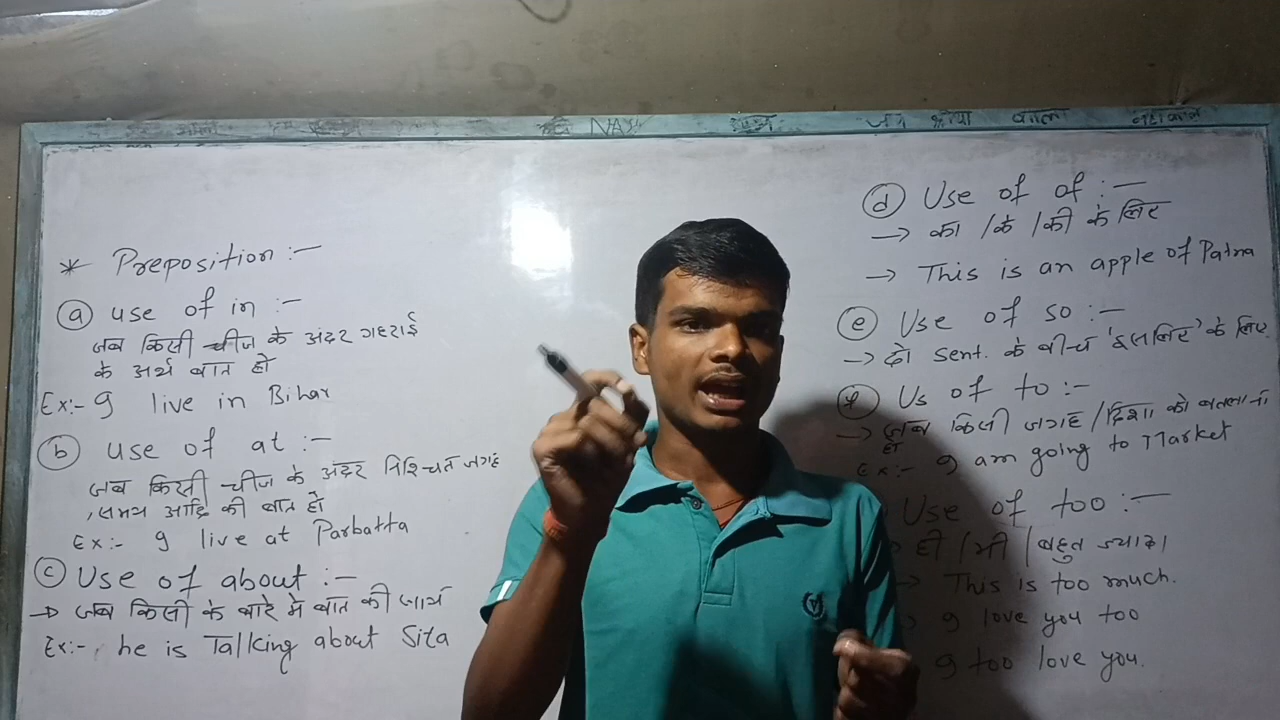 NASA
जय श्रीया वाला
* Preposition :-
(a) use of in :-
जब किसी चीज के अंदर गहराई
के अर्थ बात हो
Ex:- I live in Bihar
(b) use of at :-
जब किसी चीज के अंदर निश्चित जगह
, समय आदि की बात हो
Ex:- I live at Parbatta
(c) Use of about :-
→ जब किसी के बारे में बात की जाय
Ex:- he is Talking about Sita
(d) Use of of :-
→ का /के /की के लिए
→ This is an apple of Patna
(e) Use of so :-
→ दो sent. के बीच 'इसलिए' के लिए
(f) Us of to :-
→ जब किसी जगह /दिशा को बतलाना
हो
Ex:- I am going to Market
Use of too :-
ही /भी /बहुत ज्यादा
→ This is too much.
I love you too
I too love you.